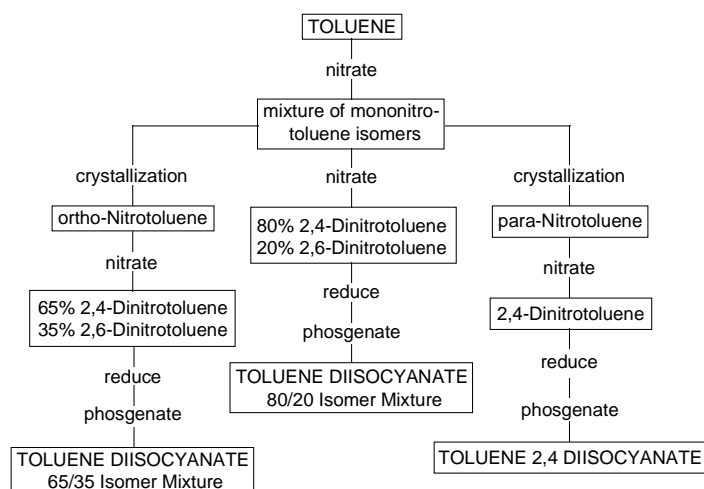 TOLUENE
nitrate
mixture of mononitro-
toluene isomers
crystallization
ortho-Nitrotoluene
nitrate
65% 2,4-Dinitrotoluene
35% 2,6-Dinitrotoluene
reduce
phosgenate
TOLUENE DIISOCYANATE
65/35 Isomer Mixture
nitrate
80% 2,4-Dinitrotoluene
20% 2,6-Dinitrotoluene
reduce
phosgenate
TOLUENE DIISOCYANATE
80/20 Isomer Mixture
crystallization
para-Nitrotoluene
nitrate
2,4-Dinitrotoluene
reduce
phosgenate
TOLUENE 2,4 DIISOCYANATE